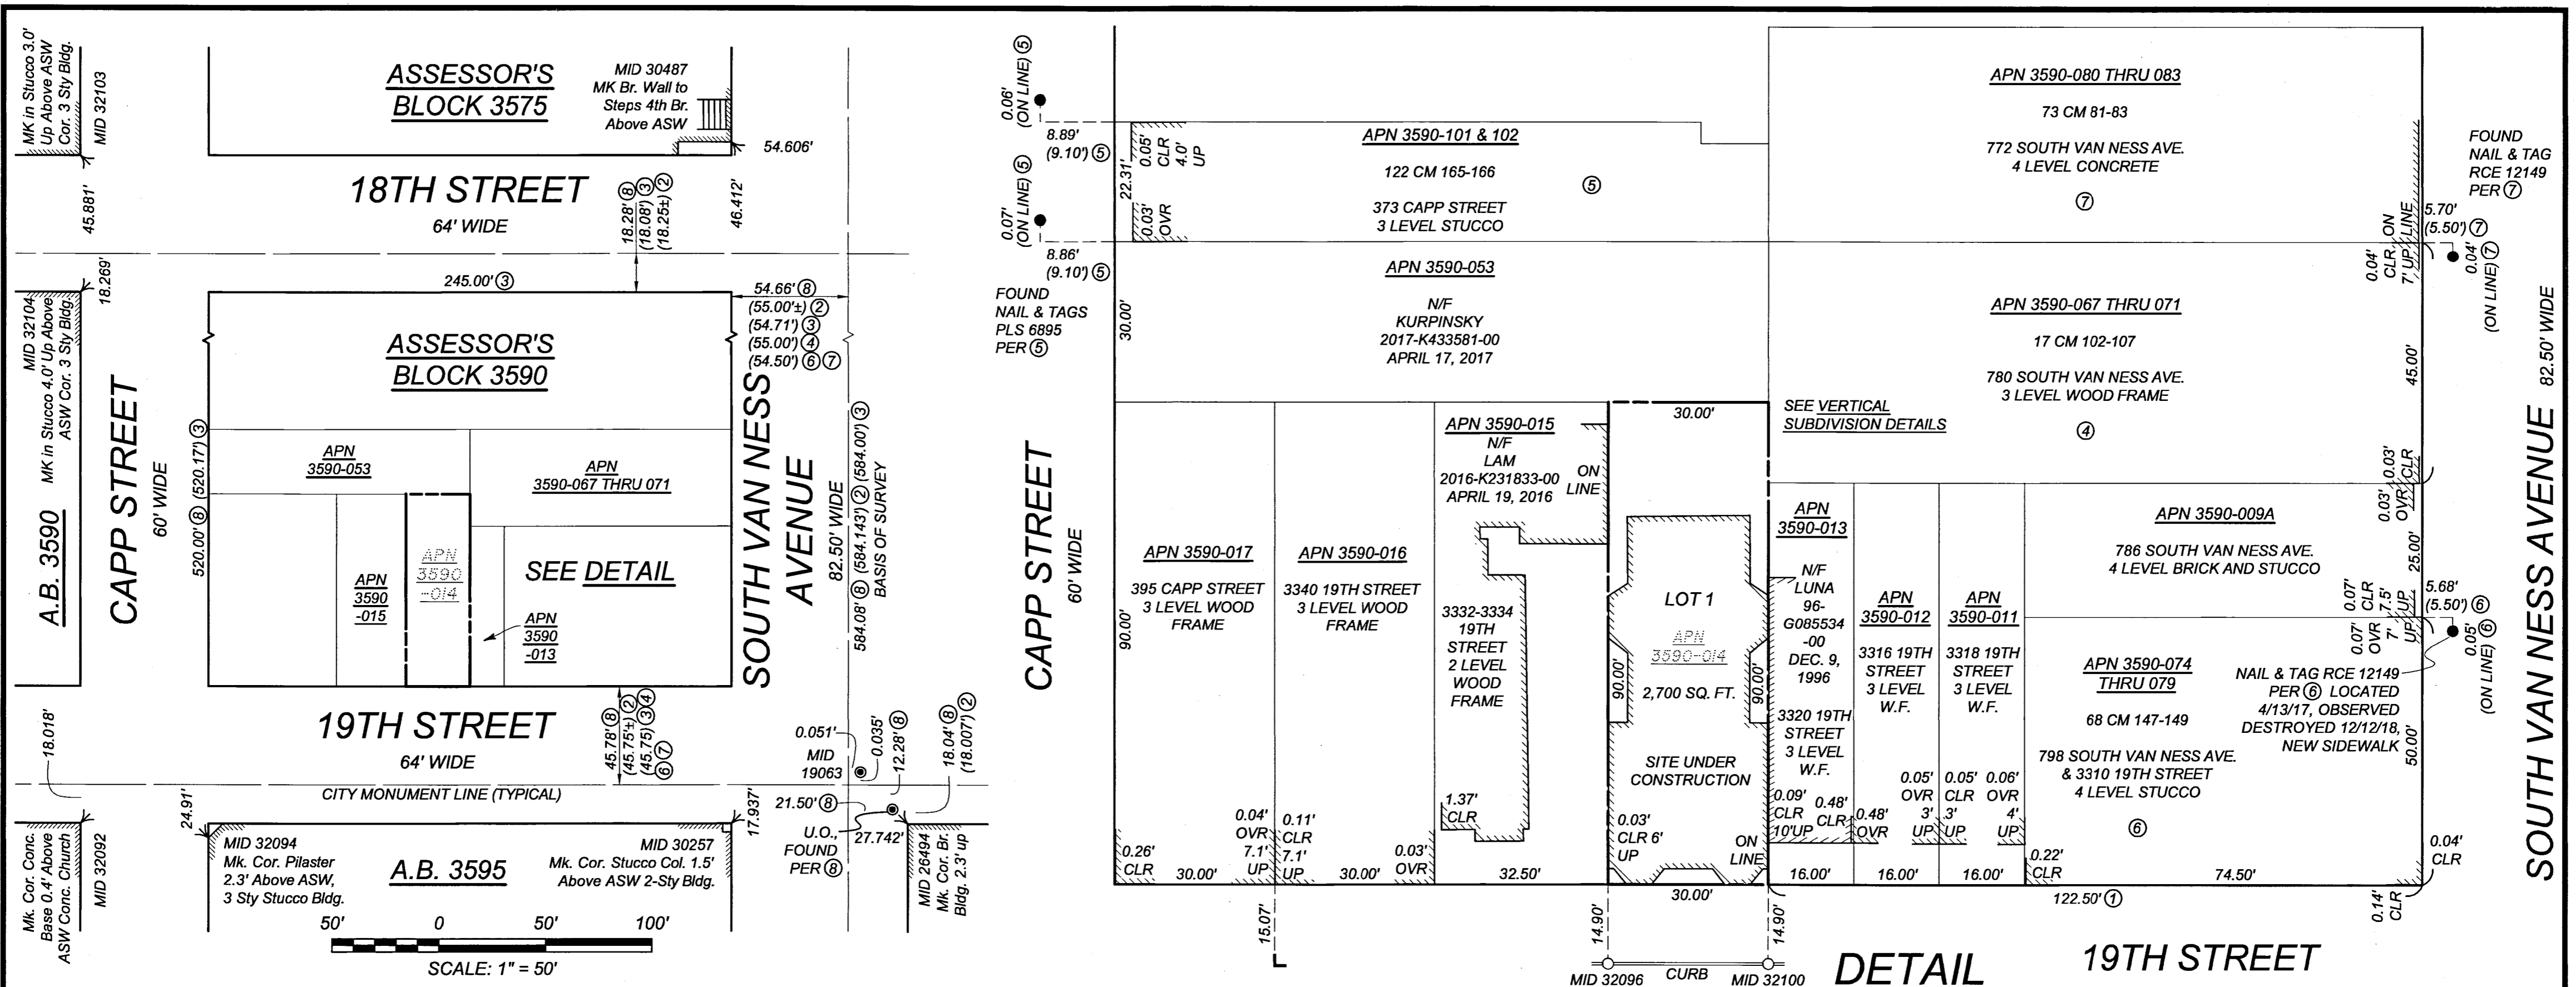 MK in Stucco 3.0'
Up Above ASW
Cor. 3 Sty Bldg.
MID 32103
ASSESSOR'S
BLOCK 3575
MID 30487
MK Br. Wall to
Steps 4th Br.
Above ASW
54.606'
45.881'
18TH STREET
64' WIDE
18.28' ⑧
(18.08') ③
(18.25±) ②
46.412'
18.269'
245.00' ③
54.66' ⑧
(55.00'±) ②
(54.71') ③
(55.00') ④
(54.50') ⑥ ⑦
MID 32104
MK in Stucco 4.0' Up Above
ASW Cor. 3 Sty Bldg.
ASSESSOR'S
BLOCK 3590
A.B. 3590
CAPP STREET
60' WIDE
520.00' ⑧ (520.17') ③
APN
3590-053
APN
3590-067 THRU 071
APN
3590
-015
APN
3590
-014
SEE DETAIL
APN
3590
-013
SOUTH VAN NESS
AVENUE
82.50' WIDE
584.08' ⑧ (584.143') ② (584.00') ③
BASIS OF SURVEY
18.018'
19TH STREET
64' WIDE
45.78' ⑧
(45.75'±) ②
(45.75) ③ ④
⑥ ⑦
0.051'
MID
19063
0.035'
12.28' ⑧
18.04' ⑧
(18.007') ②
CITY MONUMENT LINE (TYPICAL)
21.50' ⑧
24.91'
17.937'
U.O.,
FOUND
PER ⑧
27.742'
Mk. Cor. Conc.
Base 0.4' Above
ASW Conc. Church
MID 32092
MID 32094
Mk. Cor. Pilaster
2.3' Above ASW,
3 Sty Stucco Bldg.
A.B. 3595
MID 30257
Mk. Cor. Stucco Col. 1.5'
Above ASW 2-Sty Bldg.
MID 26494
Mk. Cor. Br.
Bldg. 2.3' up
50' 0 50' 100'
SCALE: 1" = 50'
0.06'
(ON LINE) ⑤
8.89'
(9.10') ⑤
0.07'
(ON LINE) ⑤
8.86'
(9.10') ⑤
FOUND
NAIL & TAGS
PLS 6895
PER ⑤
0.05'
CLR
4.0'
UP
22.31'
0.03'
OVR
APN 3590-101 & 102
122 CM 165-166
⑤
373 CAPP STREET
3 LEVEL STUCCO
APN 3590-080 THRU 083
73 CM 81-83
772 SOUTH VAN NESS AVE.
4 LEVEL CONCRETE
⑦
FOUND
NAIL & TAG
RCE 12149
PER ⑦
5.70'
(5.50') ⑦
ON
LINE
0.04'
CLR
7' UP
0.04'
(ON LINE) ⑦
APN 3590-053
N/F
KURPINSKY
2017-K433581-00
APRIL 17, 2017
30.00'
APN 3590-067 THRU 071
17 CM 102-107
780 SOUTH VAN NESS AVE.
3 LEVEL WOOD FRAME
④
45.00'
82.50' WIDE
SOUTH VAN NESS AVENUE
SEE VERTICAL
SUBDIVISION DETAILS
30.00'
CAPP STREET
60' WIDE
90.00'
APN 3590-017
395 CAPP STREET
3 LEVEL WOOD
FRAME
APN 3590-016
3340 19TH STREET
3 LEVEL WOOD
FRAME
APN 3590-015
N/F
LAM
2016-K231833-00
APRIL 19, 2016
ON
LINE
3332-3334
19TH
STREET
2 LEVEL
WOOD
FRAME
LOT 1
APN
3590-014
90.00'
2,700 SQ. FT.
90.00'
SITE UNDER
CONSTRUCTION
APN
3590-013
N/F
LUNA
96-
G085534
-00
DEC. 9,
1996
3320 19TH
STREET
3 LEVEL
W.F.
APN
3590-012
3316 19TH
STREET
3 LEVEL
W.F.
APN
3590-011
3318 19TH
STREET
3 LEVEL
W.F.
0.03'
CLR
0.03'
OVR
APN 3590-009A
786 SOUTH VAN NESS AVE.
4 LEVEL BRICK AND STUCCO
25.00'
0.07'
CLR
7.5'
UP
0.07'
OVR
7'
UP
5.68'
(5.50') ⑥
0.05'
(ON LINE) ⑥
APN 3590-074
THRU 079
68 CM 147-149
798 SOUTH VAN NESS AVE.
& 3310 19TH STREET
4 LEVEL STUCCO
⑥
NAIL & TAG RCE 12149
PER ⑥ LOCATED
4/13/17, OBSERVED
DESTROYED 12/12/18,
NEW SIDEWALK
50.00'
0.26'
CLR
30.00'
0.04'
OVR
7.1'
UP
0.11'
CLR
7.1'
UP
30.00'
0.03'
OVR
1.37'
CLR
32.50'
0.03'
CLR 6'
UP
ON
LINE
30.00'
0.09'
CLR
10'UP
0.48'
CLR
0.48'
OVR
0.05'
OVR
3'
UP
0.05'
CLR
3'
UP
0.06'
OVR
4'
UP
0.22'
CLR
16.00'
16.00'
16.00'
74.50'
0.04'
CLR
0.14'
CLR
122.50' ①
15.07'
14.90'
14.90'
MID 32096
CURB
MID 32100
DETAIL
19TH STREET